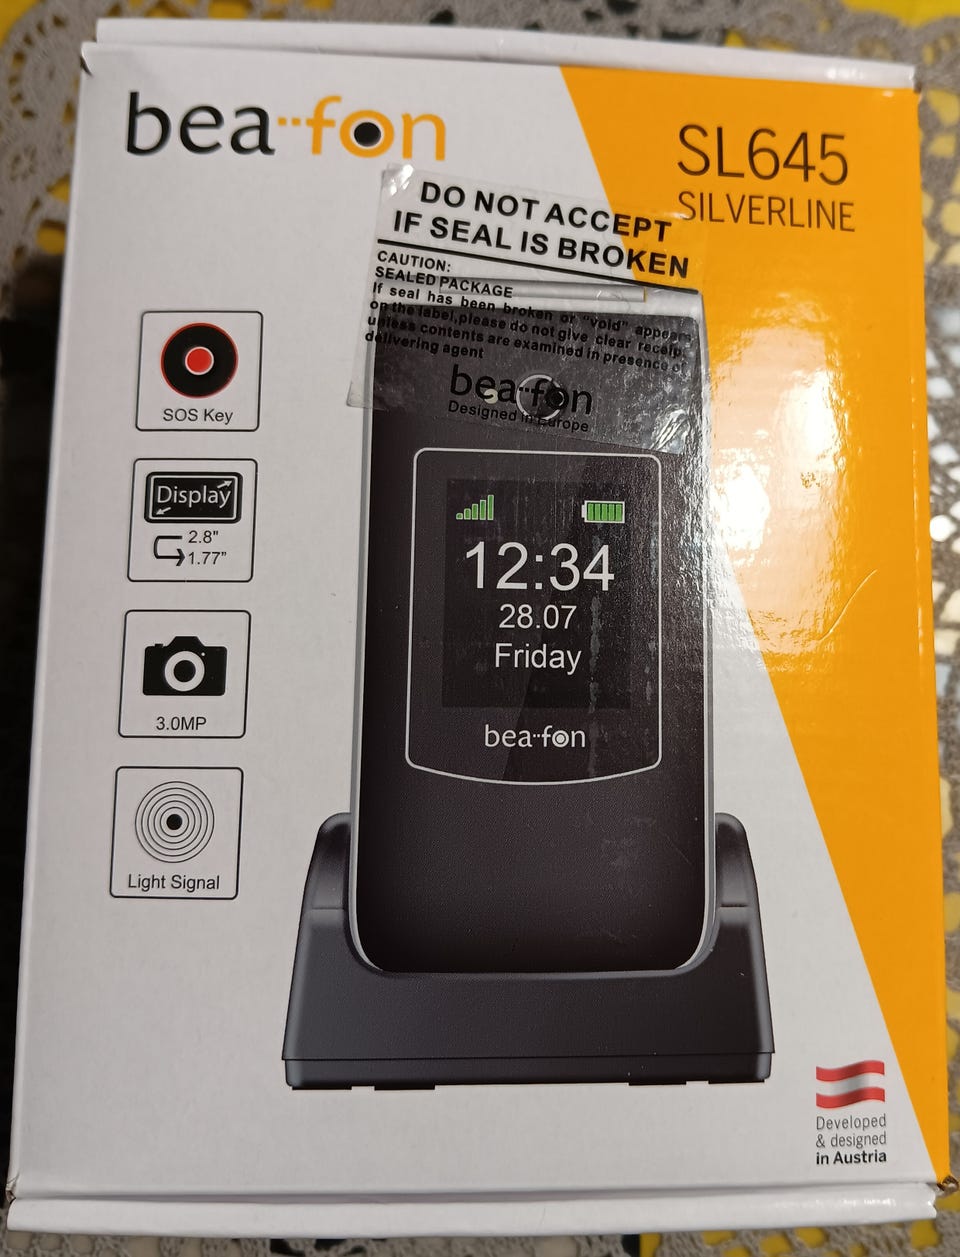 bea··fon
SL645
SILVERLINE
DO NOT ACCEPT
IF SEAL IS BROKEN
CAUTION:
SEALED PACKAGE
If seal has been broken or "void" appears
on the label,please do not give clear receip.
unless contents are examined in presence of
delivering agent
bea··fon
Designed in Europe
SOS Key
Display
2.8"
1.77"
3.0MP
Light Signal
12:34
28.07
Friday
bea··fon
Developed
& designed
in Austria